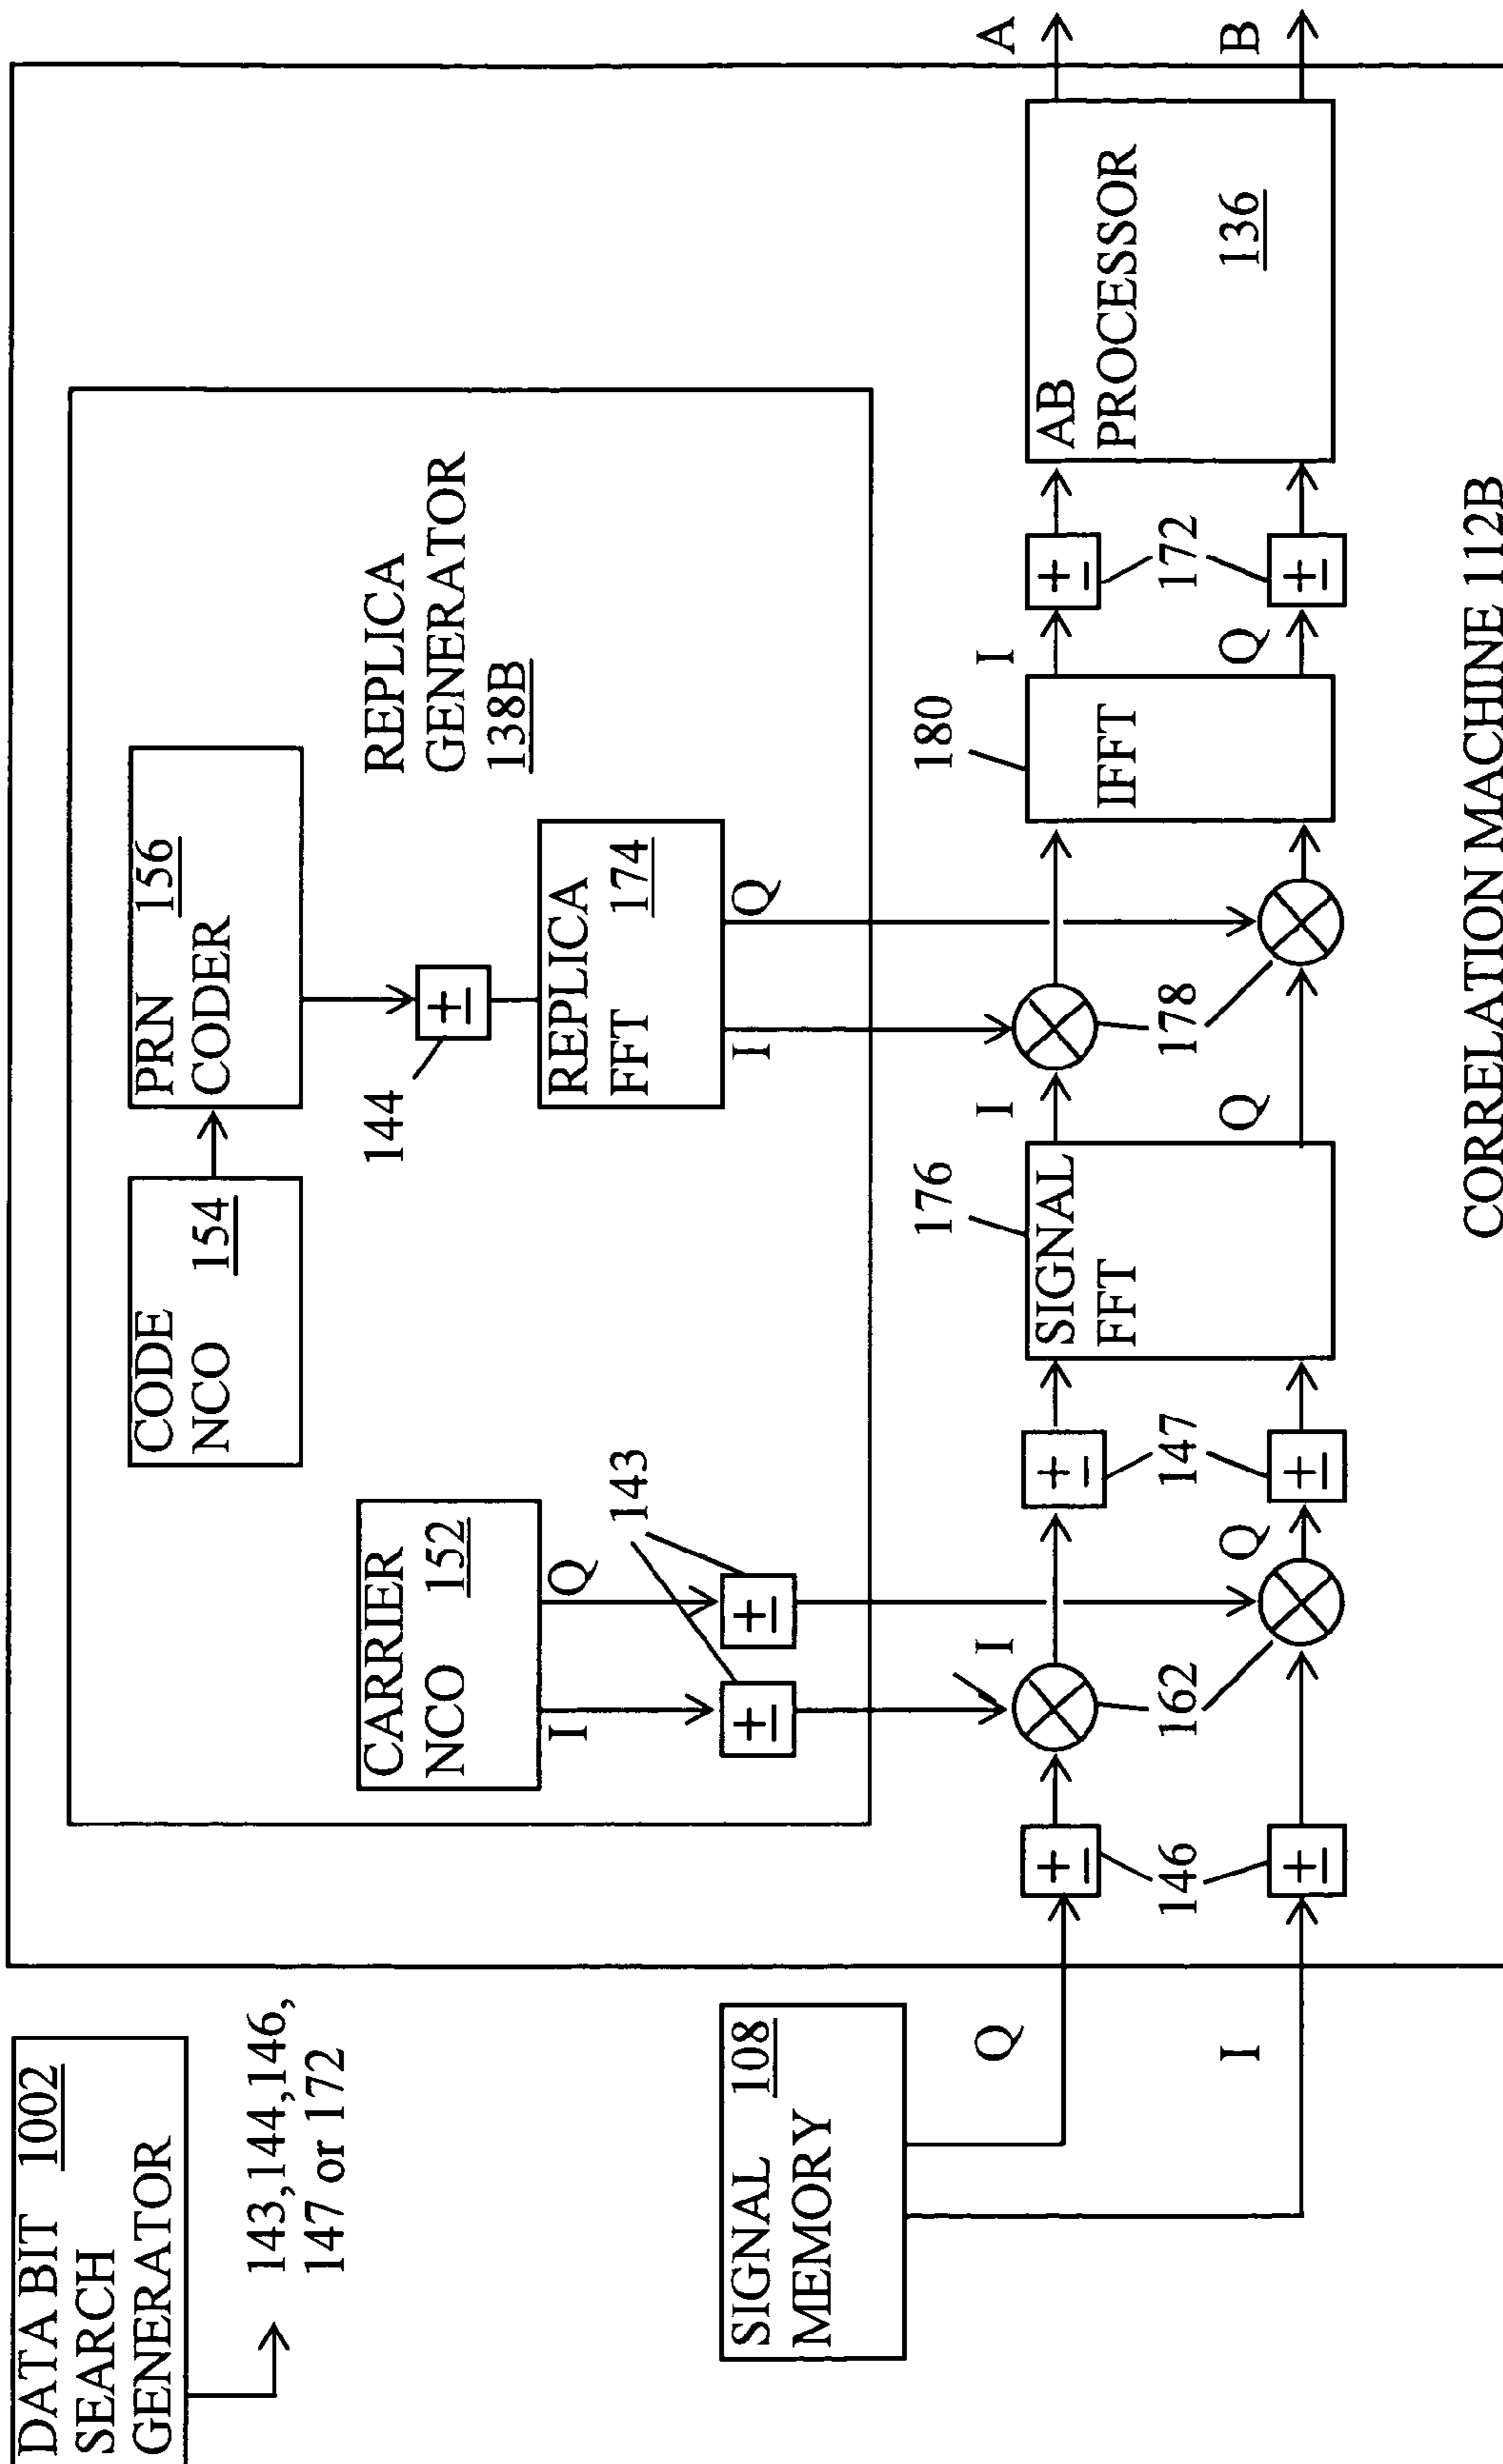 DATA BIT 1002
SEARCH
GENERATOR
143,144,146,
147 or 172
SIGNAL 108
MEMORY
Q
I
CODE
NCO 154
PRN 156
CODER
144
CARRIER
NCO 152
I
Q
143
REPLICA
FFT 174
I
Q
REPLICA
GENERATOR
138B
±
±
±
±
±
±
±
±
±
146
162
I
Q
147
176
SIGNAL
FFT
I
Q
178
180
IFFT
I
Q
172
AB
PROCESSOR
136
A
B
CORRELATION MACHINE 112B